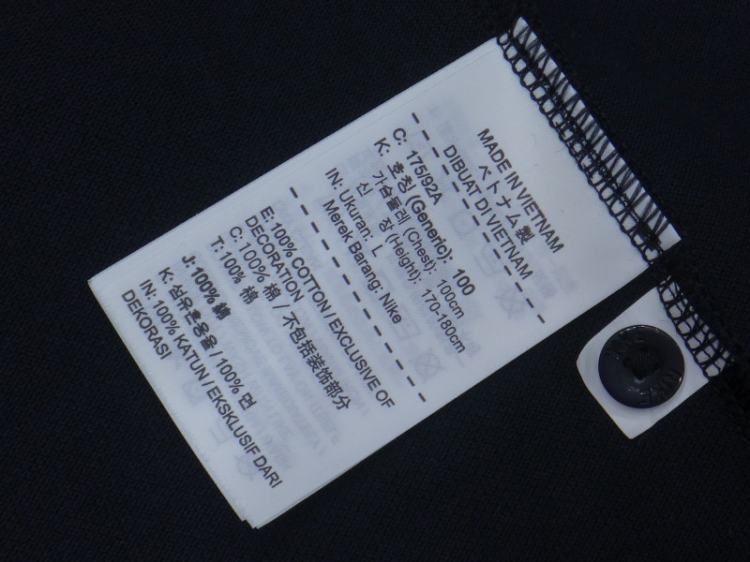 MADE IN VIETNAM
ベトナム製
DIBUAT DI VIETNAM
C: 175/92A
K: 호칭 (Generic): 100
가슴둘레 (Chest): 100cm
신 장 (Height): 170-180cm
IN: Ukuran: L
Merek Barang: Nike
E: 100% COTTON / EXCLUSIVE OF
DECORATION
C: 100% 棉 / 不包括装饰部分
T: 100% 棉
J: 100% 綿
K: 섬유혼용율 / 100% 면
IN: 100% KATUN / EKSKLUSIF DARI
DEKORASI